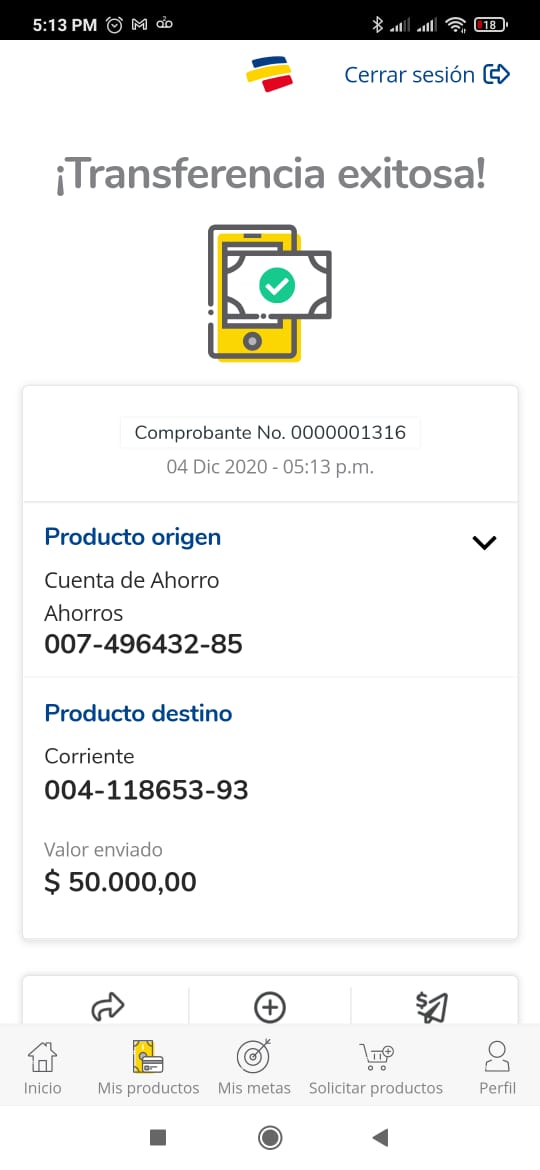 5:13 PM
18
Cerrar sesión
¡Transferencia exitosa!
Comprobante No. 0000001316
04 Dic 2020 - 05:13 p.m.
Producto origen
Cuenta de Ahorro
Ahorros
007-496432-85
Producto destino
Corriente
004-118653-93
Valor enviado
$ 50.000,00
Inicio
Mis productos
Mis metas
Solicitar productos
Perfil